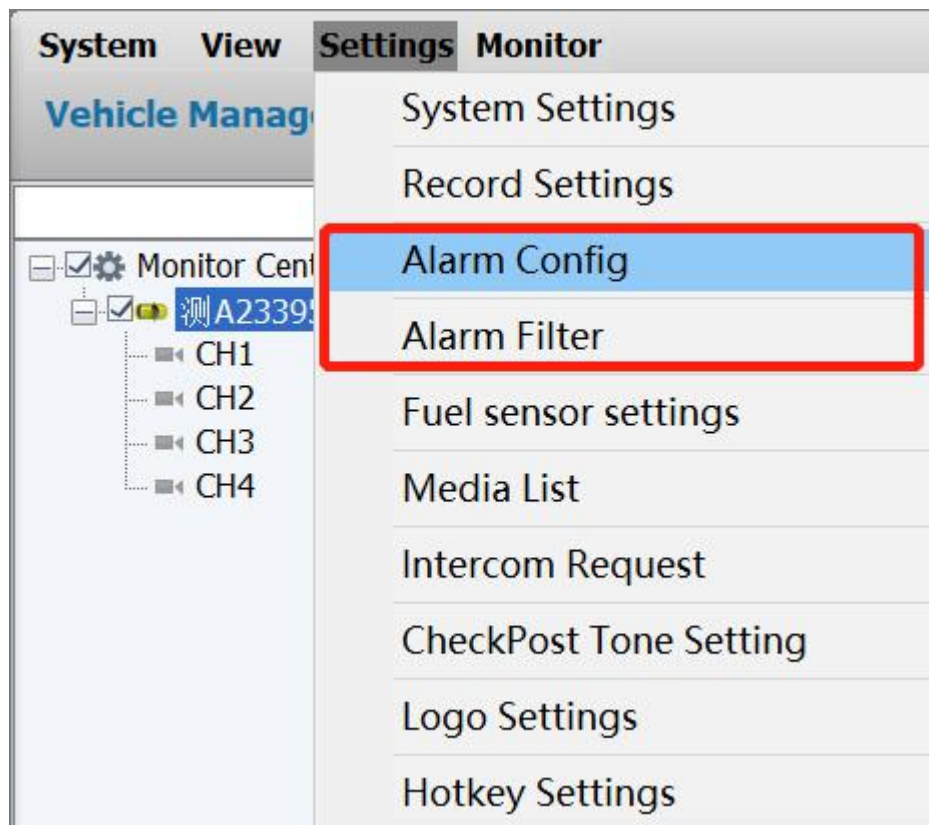 System View Settings Monitor
Vehicle Manag
System Settings
Record Settings
Alarm Config
Alarm Filter
Fuel sensor settings
Media List
Intercom Request
CheckPost Tone Setting
Logo Settings
Hotkey Settings
Monitor Cent
测A23395
CH1
CH2
CH3
CH4